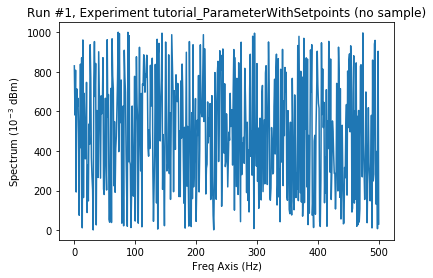 Run #1, Experiment tutorial_ParameterWithSetpoints (no sample)
1000
800
600
400
200
0
Spectrum (10⁻³ dBm)
0 100 200 300 400 500
Freq Axis (Hz)